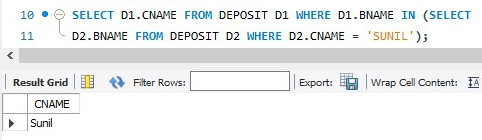 10 SELECT D1.CNAME FROM DEPOSIT D1 WHERE D1.BNAME IN (SELECT
11 D2.BNAME FROM DEPOSIT D2 WHERE D2.CNAME = 'SUNIL');
Result Grid Filter Rows: Export: Wrap Cell Content: IA
CNAME
Sunil